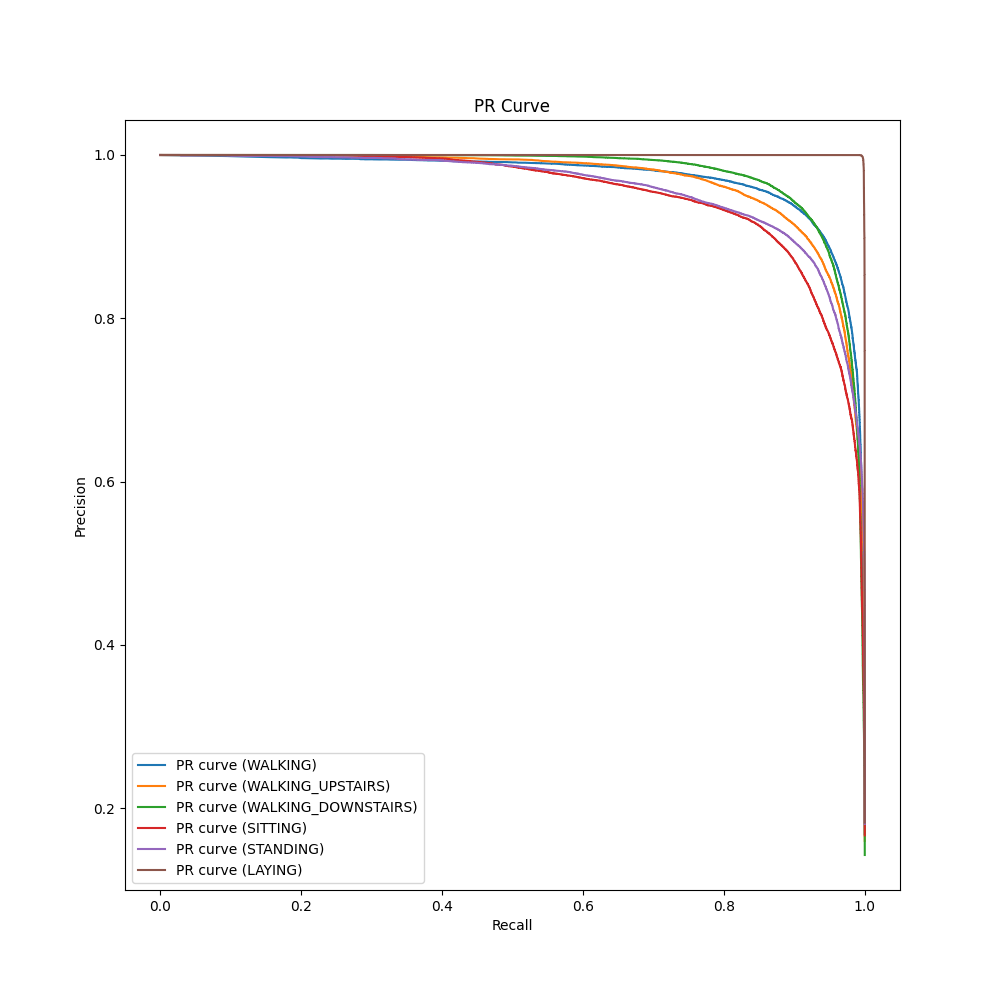 PR Curve
1.0
0.8
0.6
0.4
0.2
Precision
PR curve (WALKING)
PR curve (WALKING_UPSTAIRS)
PR curve (WALKING_DOWNSTAIRS)
PR curve (SITTING)
PR curve (STANDING)
PR curve (LAYING)
0.0 0.2 0.4 0.6 0.8 1.0
Recall